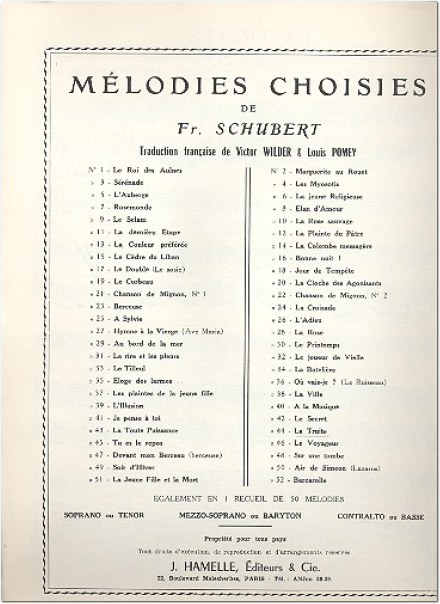 MÉLODIES CHOISIES
DE
Fr. SCHUBERT
Traduction française de Victor WILDER & Louis POMEY
N° 1 - Le Roi des Aulnes
» 3 - Sérénade
» 5 - L'Auberge
» 7 - Rosemonde
» 9 - Le Selam
» 11 - La dernière Etape
» 13 - La Couleur préférée
» 15 - Le Cèdre du Liban
» 17 - Le Double (Le sosie)
» 19 - Le Corbeau
» 21 - Chanson de Mignon, N° 1
» 23 - Berceuse
» 25 - A Sylvie
» 27 - Hymne à la Vierge (Ave Maria)
» 29 - Au bord de la mer
» 31 - Le rire et les pleurs
» 33 - Le Tilleul
» 35 - Eloge des larmes
» 37 - Les plaintes de la jeune fille
» 39 - L'Illusion
» 41 - Je pense à toi
» 43 - La Toute Puissance
» 45 - Tu es le repos
» 47 - Devant mon Berceau (berceuse)
» 49 - Soir d'Hiver
» 51 - La Jeune Fille et la Mort
N° 2 - Marguerite au Rouet
» 4 - Les Myosotis
» 6 - La jeune Religieuse
» 8 - Elan d'Amour
» 10 - La Rose sauvage
» 12 - La Plainte du Pâtre
» 14 - La Colombe messagère
» 16 - Bonne nuit !
» 18 - Jour de Tempête
» 20 - La Cloche des Agonisants
» 22 - Chanson de Mignon, N° 2
» 24 - La Croisade
» 26 - L'Adieu
» 28 - La Rose
» 30 - Le Printemps
» 32 - Le joueur de Vielle
» 34 - La Batelière
» 36 - Où vais-je ? (Le Ruisseau)
» 38 - La Ville
» 40 - A la Musique
» 42 - Le Secret
» 44 - La Truite
» 46 - Le Voyageur
» 48 - Sur une tombe
» 50 - Air de Simeon (Lazarus)
» 52 - Barcarolle
EGALEMENT EN 1 RECUEIL DE 50 MELODIES
SOPRANO ou TENOR MEZZO-SOPRANO ou BARYTON CONTRALTO ou BASSE
Propriété pour tous pays
Tous droits d'exécution, de reproduction et d'arrangements réservés
J. HAMELLE, Éditeurs & Cie.
22, Boulevard Malesherbes, PARIS - Tél. : ANJou 38.39.